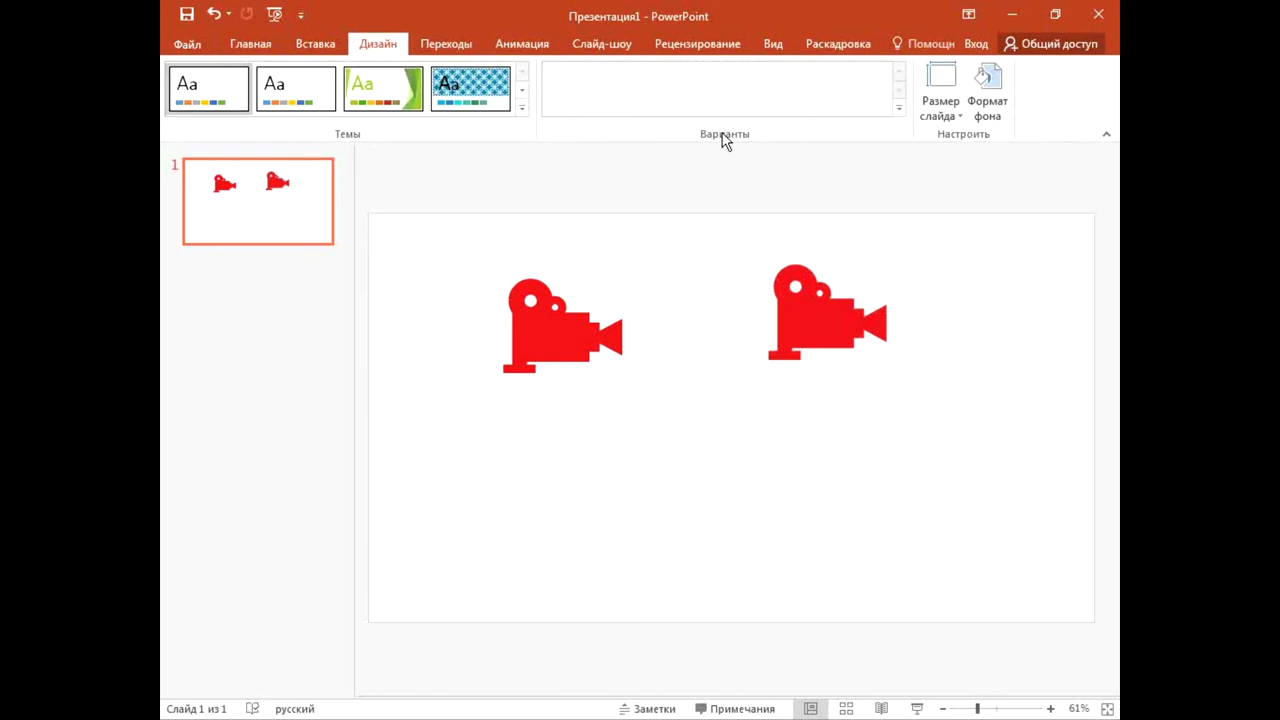 Презентация1 - PowerPoint
Файл Главная Вставка Дизайн Переходы Анимация Слайд-шоу Рецензирование Вид Раскадровка Помощн Вход Общий доступ
Aa Aa Aa Aa
Размер слайда
Формат фона
Темы Варианты Настроить
1
Слайд 1 из 1 русский Заметки Примечания 61%